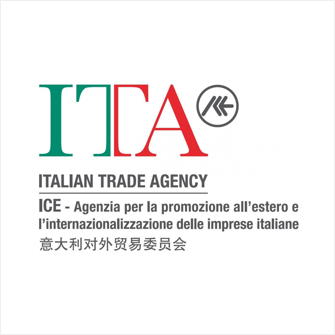 ITA
ITALIAN TRADE AGENCY
ICE - Agenzia per la promozione all'estero e
l'internazionalizzazione delle imprese italiane
意大利对外贸易委员会